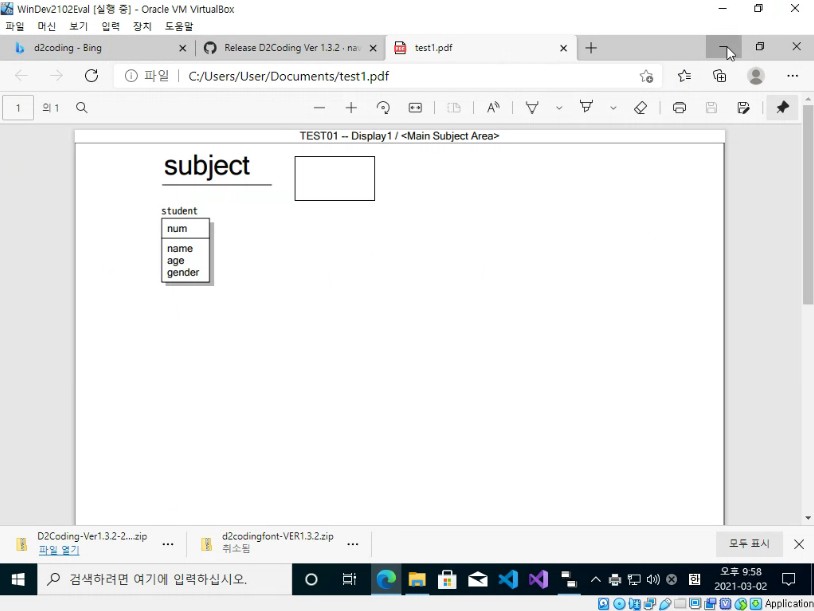 WinDev2102Eval [실행 중] - Oracle VM VirtualBox
파일 머신 보기 입력 장치 도움말
d2coding - Bing
Release D2Coding Ver 1.3.2 · na
test1.pdf
파일 C:/Users/User/Documents/test1.pdf
1 의 1
TEST01 -- Display1 / <Main Subject Area>
subject
student
num
name
age
gender
D2Coding-Ver1.3.2-2....zip
파일 열기
d2codingfont-VER1.3.2.zip
취소됨
모두 표시
검색하려면 여기에 입력하십시오.
오후 9:58
2021-03-02
Application